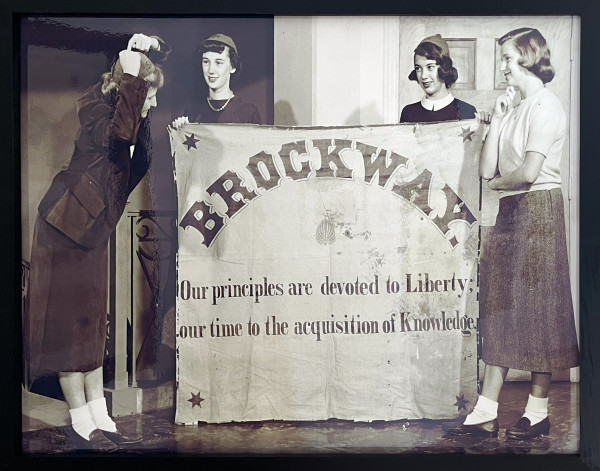 BROCKWAY.
Our principles are devoted to Liberty;
our time to the acquisition of Knowledge.